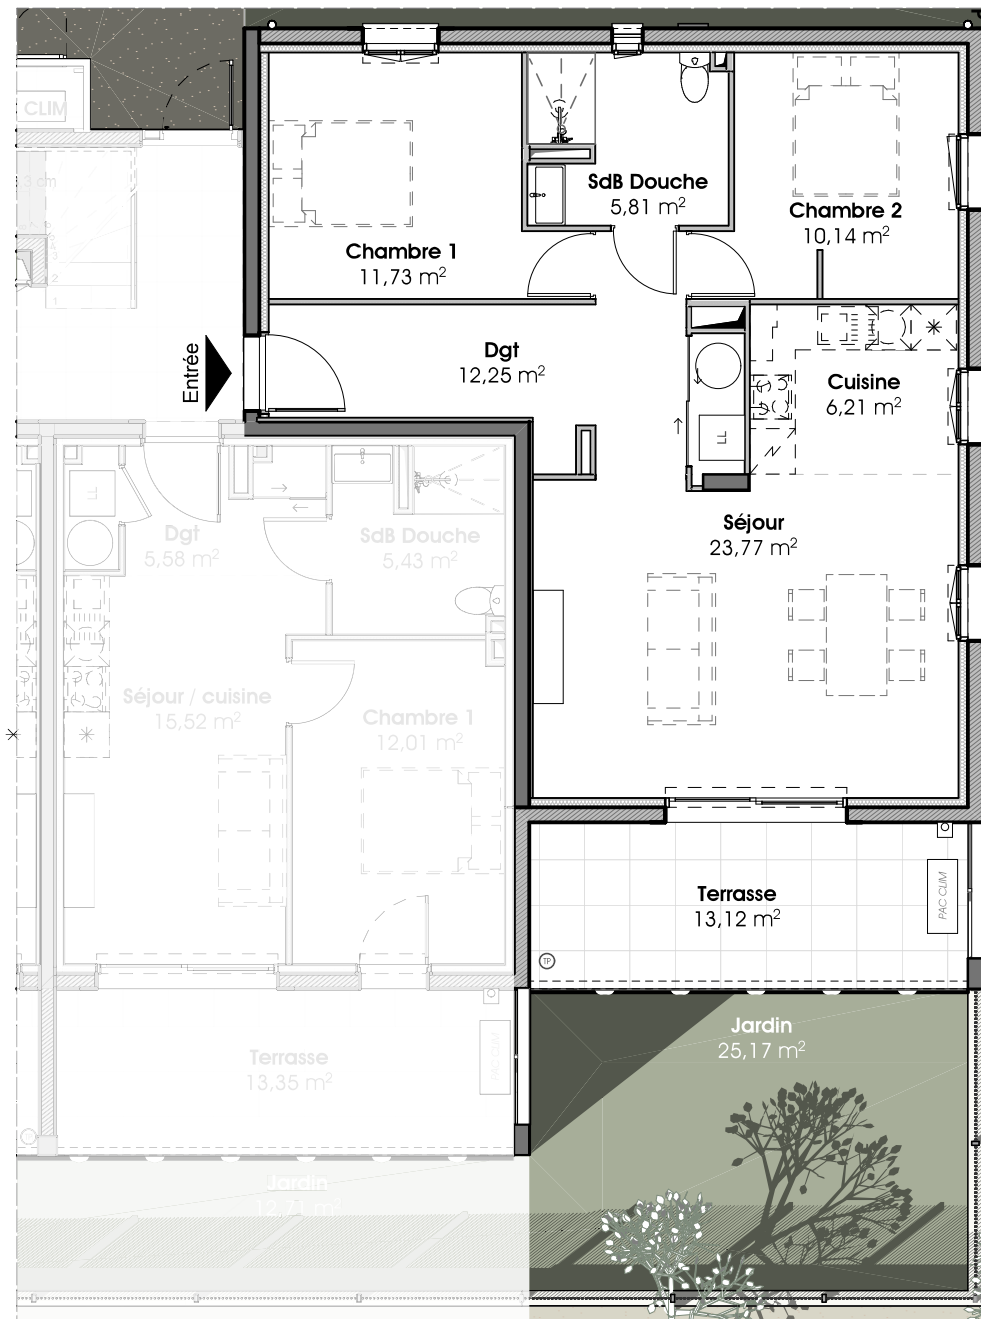 CLIM
SdB Douche
5,81 m²
Chambre 2
10,14 m²
Chambre 1
11,73 m²
Entrée
Dgt
12,25 m²
Cuisine
6,21 m²
LL
Séjour
23,77 m²
LL
Dgt
5,58 m²
SdB Douche
5,43 m²
Séjour / cuisine
15,52 m²
Chambre 1
12,01 m²
Terrasse
13,12 m²
PAC CLIM
TP
Jardin
25,17 m²
Terrasse
13,35 m²
PAC CLIM
Jardin
12,71 m²